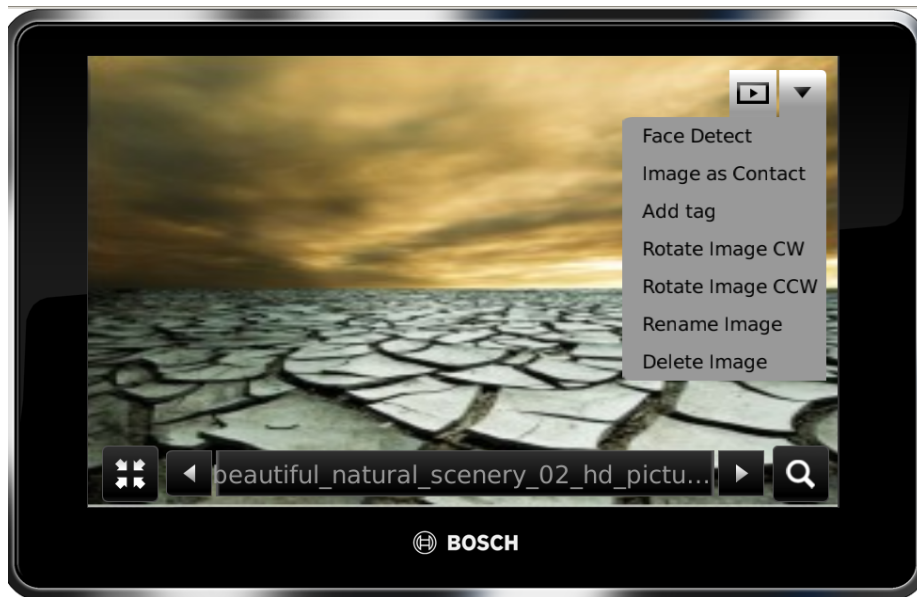 Face Detect
Image as Contact
Add tag
Rotate Image CW
Rotate Image CCW
Rename Image
Delete Image
beautiful_natural_scenery_02_hd_pictu...
BOSCH